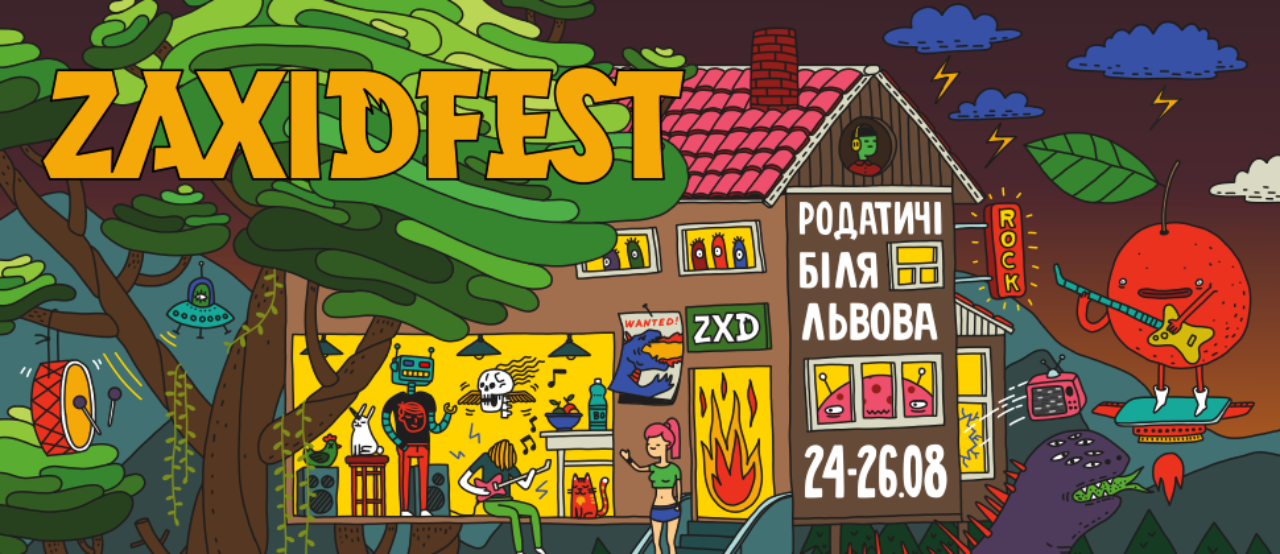 ZAXIDFEST
РОДАТИЧІ
БІЛЯ
ЛЬВОВА
24-26.08
ROCK
WANTED!
ZXD